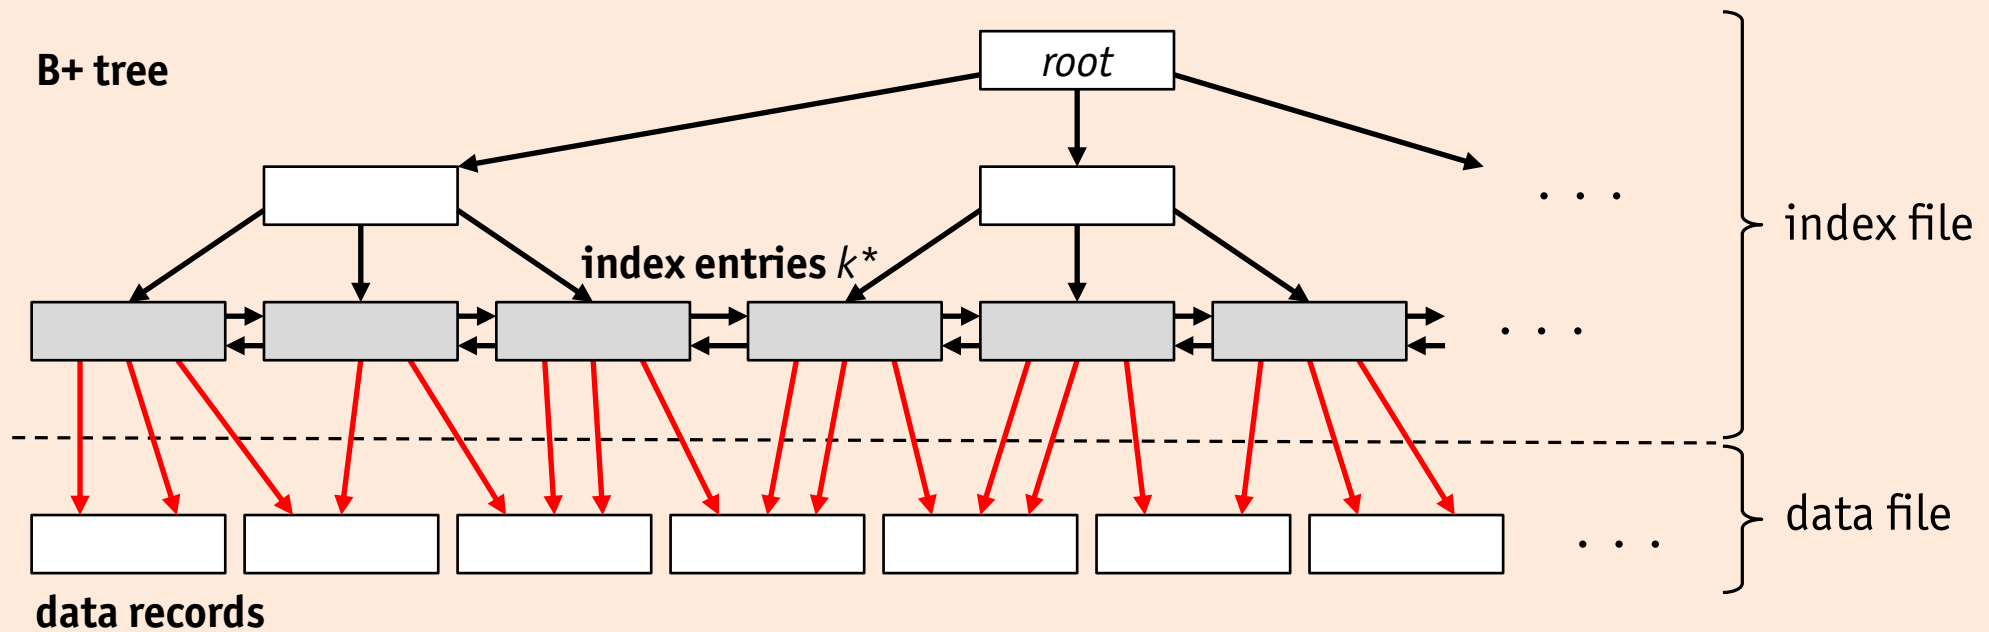 B+ tree
root
. . .
index file
index entries k*
. . .
data file
. . .
data records